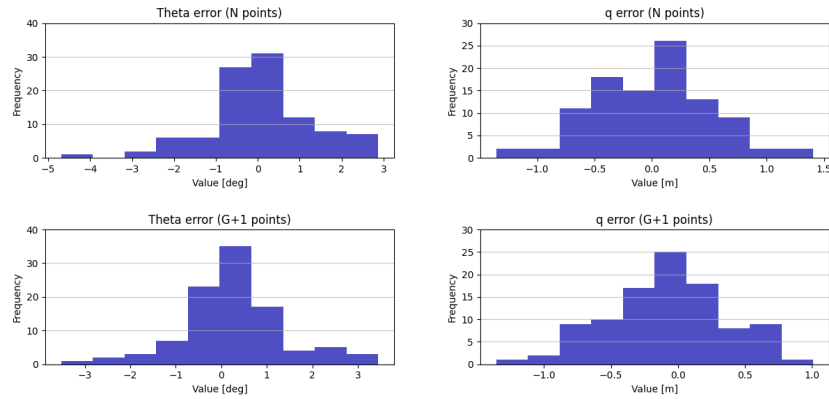 Theta error (N points)
40
30
20
10
0
Frequency
−5 −4 −3 −2 −1 0 1 2 3
Value [deg]
q error (N points)
30
25
20
15
10
5
0
Frequency
−1.0 −0.5 0.0 0.5 1.0 1.5
Value [m]
Theta error (G+1 points)
40
30
20
10
0
Frequency
−3 −2 −1 0 1 2 3
Value [deg]
q error (G+1 points)
30
25
20
15
10
5
0
Frequency
−1.0 −0.5 0.0 0.5 1.0
Value [m]